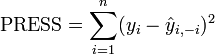 PRESS = \sum_{i=1}^{n} (y_i - \hat{y}_{i,-i})^2